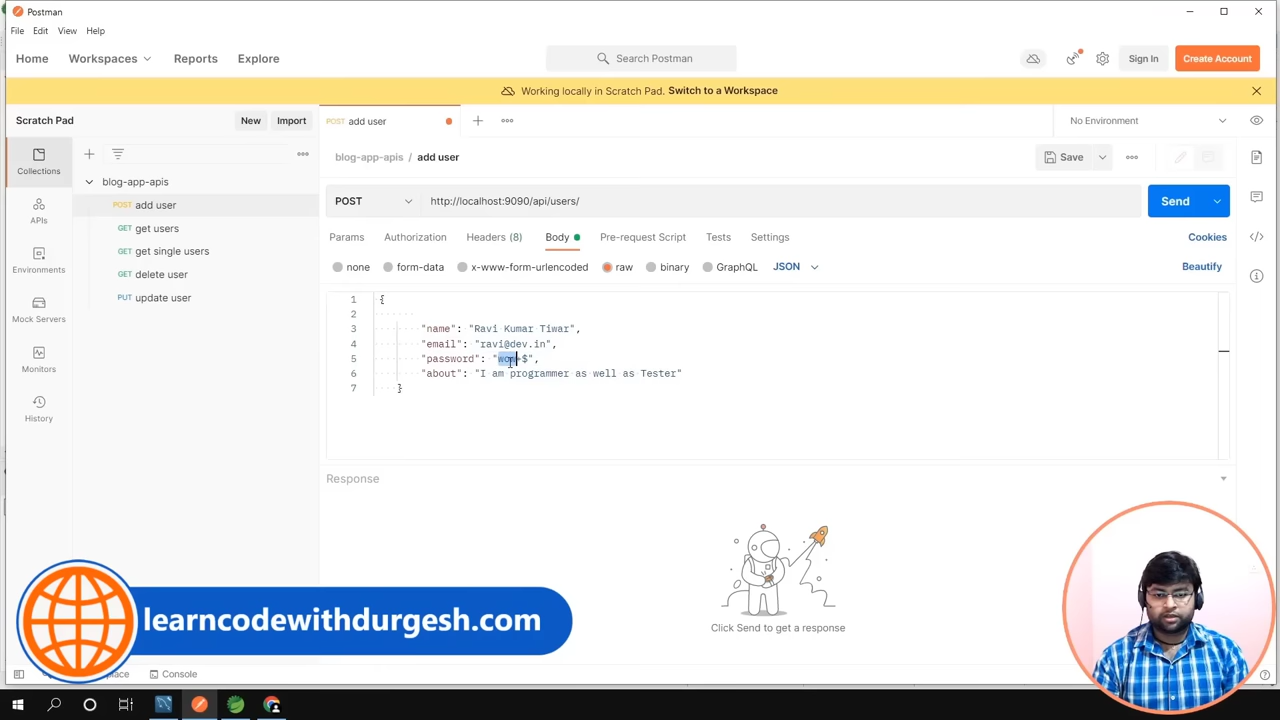 Postman
File Edit View Help
Home Workspaces Reports Explore Search Postman Sign In Create Account
Working locally in Scratch Pad. Switch to a Workspace
Scratch Pad New Import POST add user No Environment
Collections
APIs
Environments
Mock Servers
Monitors
History
blog-app-apis
POST add user
GET get users
GET get single users
GET delete user
PUT update user
blog-app-apis / add user Save
POST http://localhost:9090/api/users/ Send
Params Authorization Headers (8) Body Pre-request Script Tests Settings Cookies
none form-data x-www-form-urlencoded raw binary GraphQL JSON Beautify
1 {
2
3 "name": "Ravi Kumar Tiwar",
4 "email": "ravi@dev.in",
5 "password":
6 "about": "I am programmer as well as Tester"
7 }
Response
Click Send to get a response
learncodewithdurgesh.com
Console